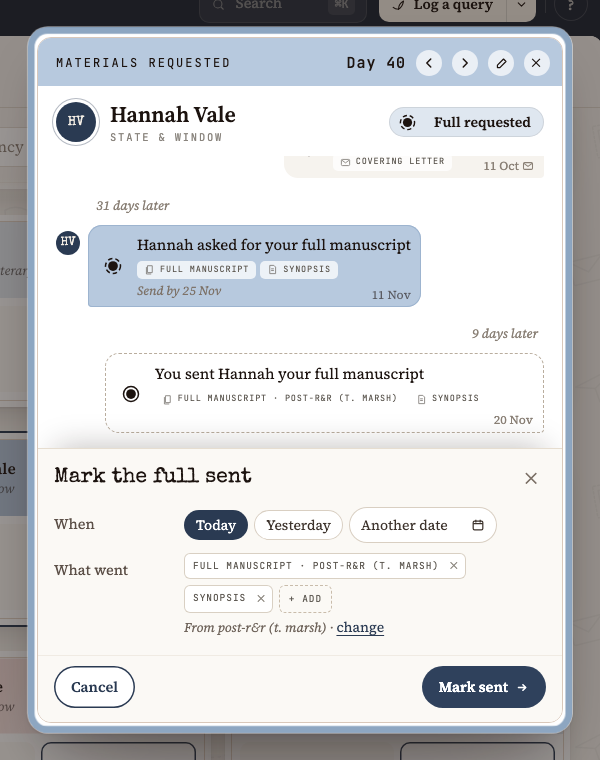 Search ⌘K Log a query ?
MATERIALS REQUESTED Day 40
HV Hannah Vale
STATE & WINDOW
Full requested
ncy
COVERING LETTER 11 Oct
31 days later
HV Hannah asked for your full manuscript
FULL MANUSCRIPT SYNOPSIS
Send by 25 Nov 11 Nov
9 days later
You sent Hannah your full manuscript
FULL MANUSCRIPT · POST-R&R (T. MARSH) SYNOPSIS
20 Nov
Mark the full sent
When Today Yesterday Another date
What went FULL MANUSCRIPT · POST-R&R (T. MARSH) ×
SYNOPSIS × + ADD
From post-r&r (t. marsh) · change
Cancel Mark sent →